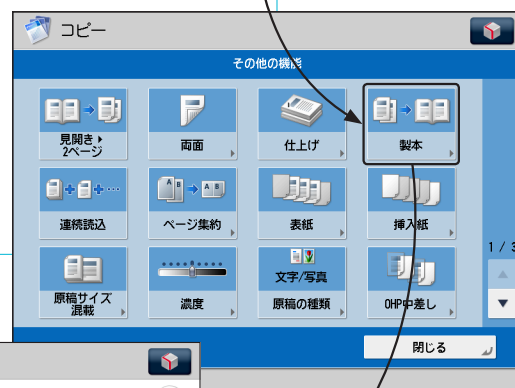 コピー
その他の機能
見開き▸
2ページ
両面
仕上げ
製本
連続読込
ページ集約
表紙
挿入紙
A B
A B
1 / 3
原稿サイズ
混載
濃度
文字/写真
原稿の種類
OHP中差し
閉じる